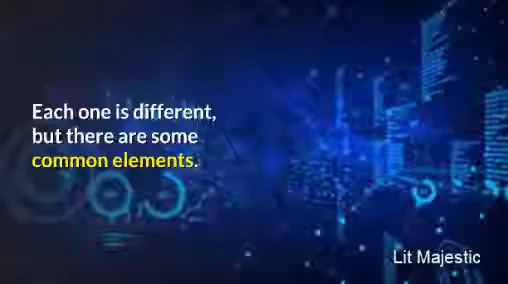 Each one is different,
but there are some
common elements.
Lit Majestic